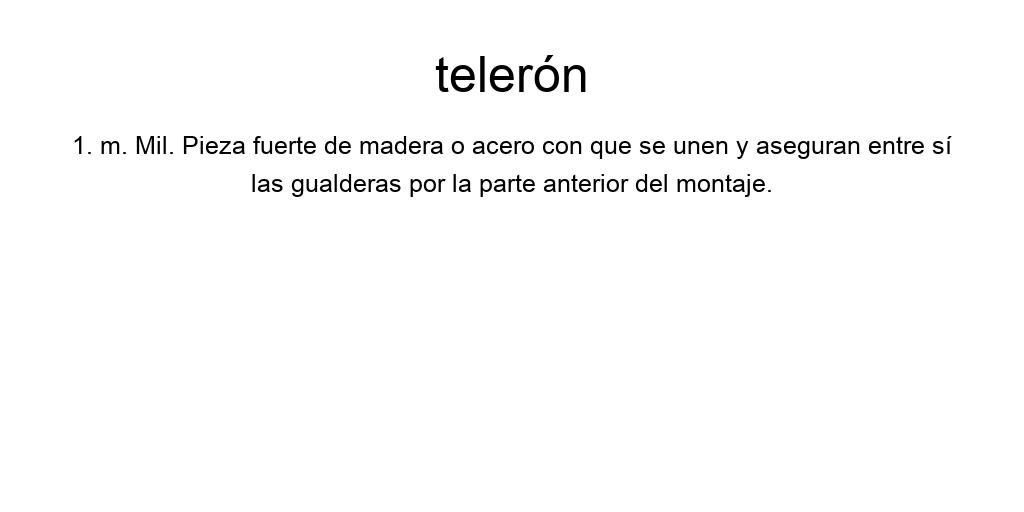 telerón
1. m. Mil. Pieza fuerte de madera o acero con que se unen y aseguran entre sí
las gualderas por la parte anterior del montaje.